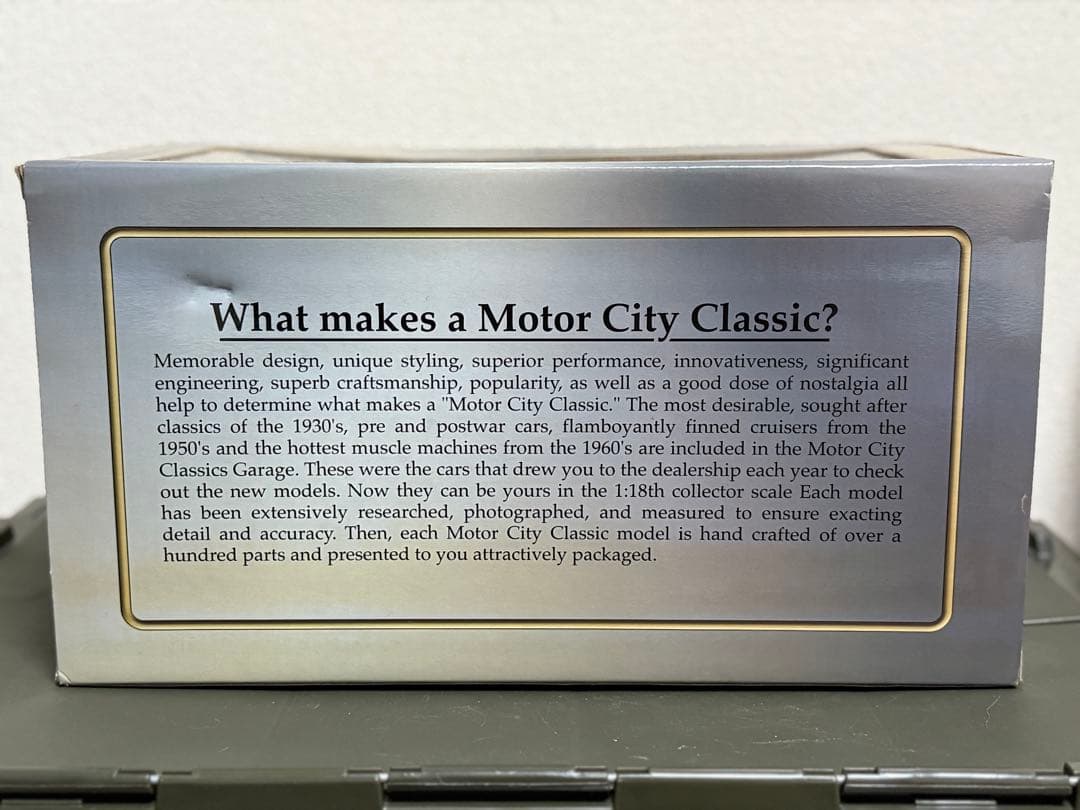 What makes a Motor City Classic?
Memorable design, unique styling, superior performance, innovativeness, significant
engineering, superb craftsmanship, popularity, as well as a good dose of nostalgia all
help to determine what makes a "Motor City Classic." The most desirable, sought after
classics of the 1930's, pre and postwar cars, flamboyantly finned cruisers from the
1950's and the hottest muscle machines from the 1960's are included in the Motor City
Classics Garage. These were the cars that drew you to the dealership each year to check
out the new models. Now they can be yours in the 1:18th collector scale Each model
has been extensively researched, photographed, and measured to ensure exacting
detail and accuracy. Then, each Motor City Classic model is hand crafted of over a
hundred parts and presented to you attractively packaged.